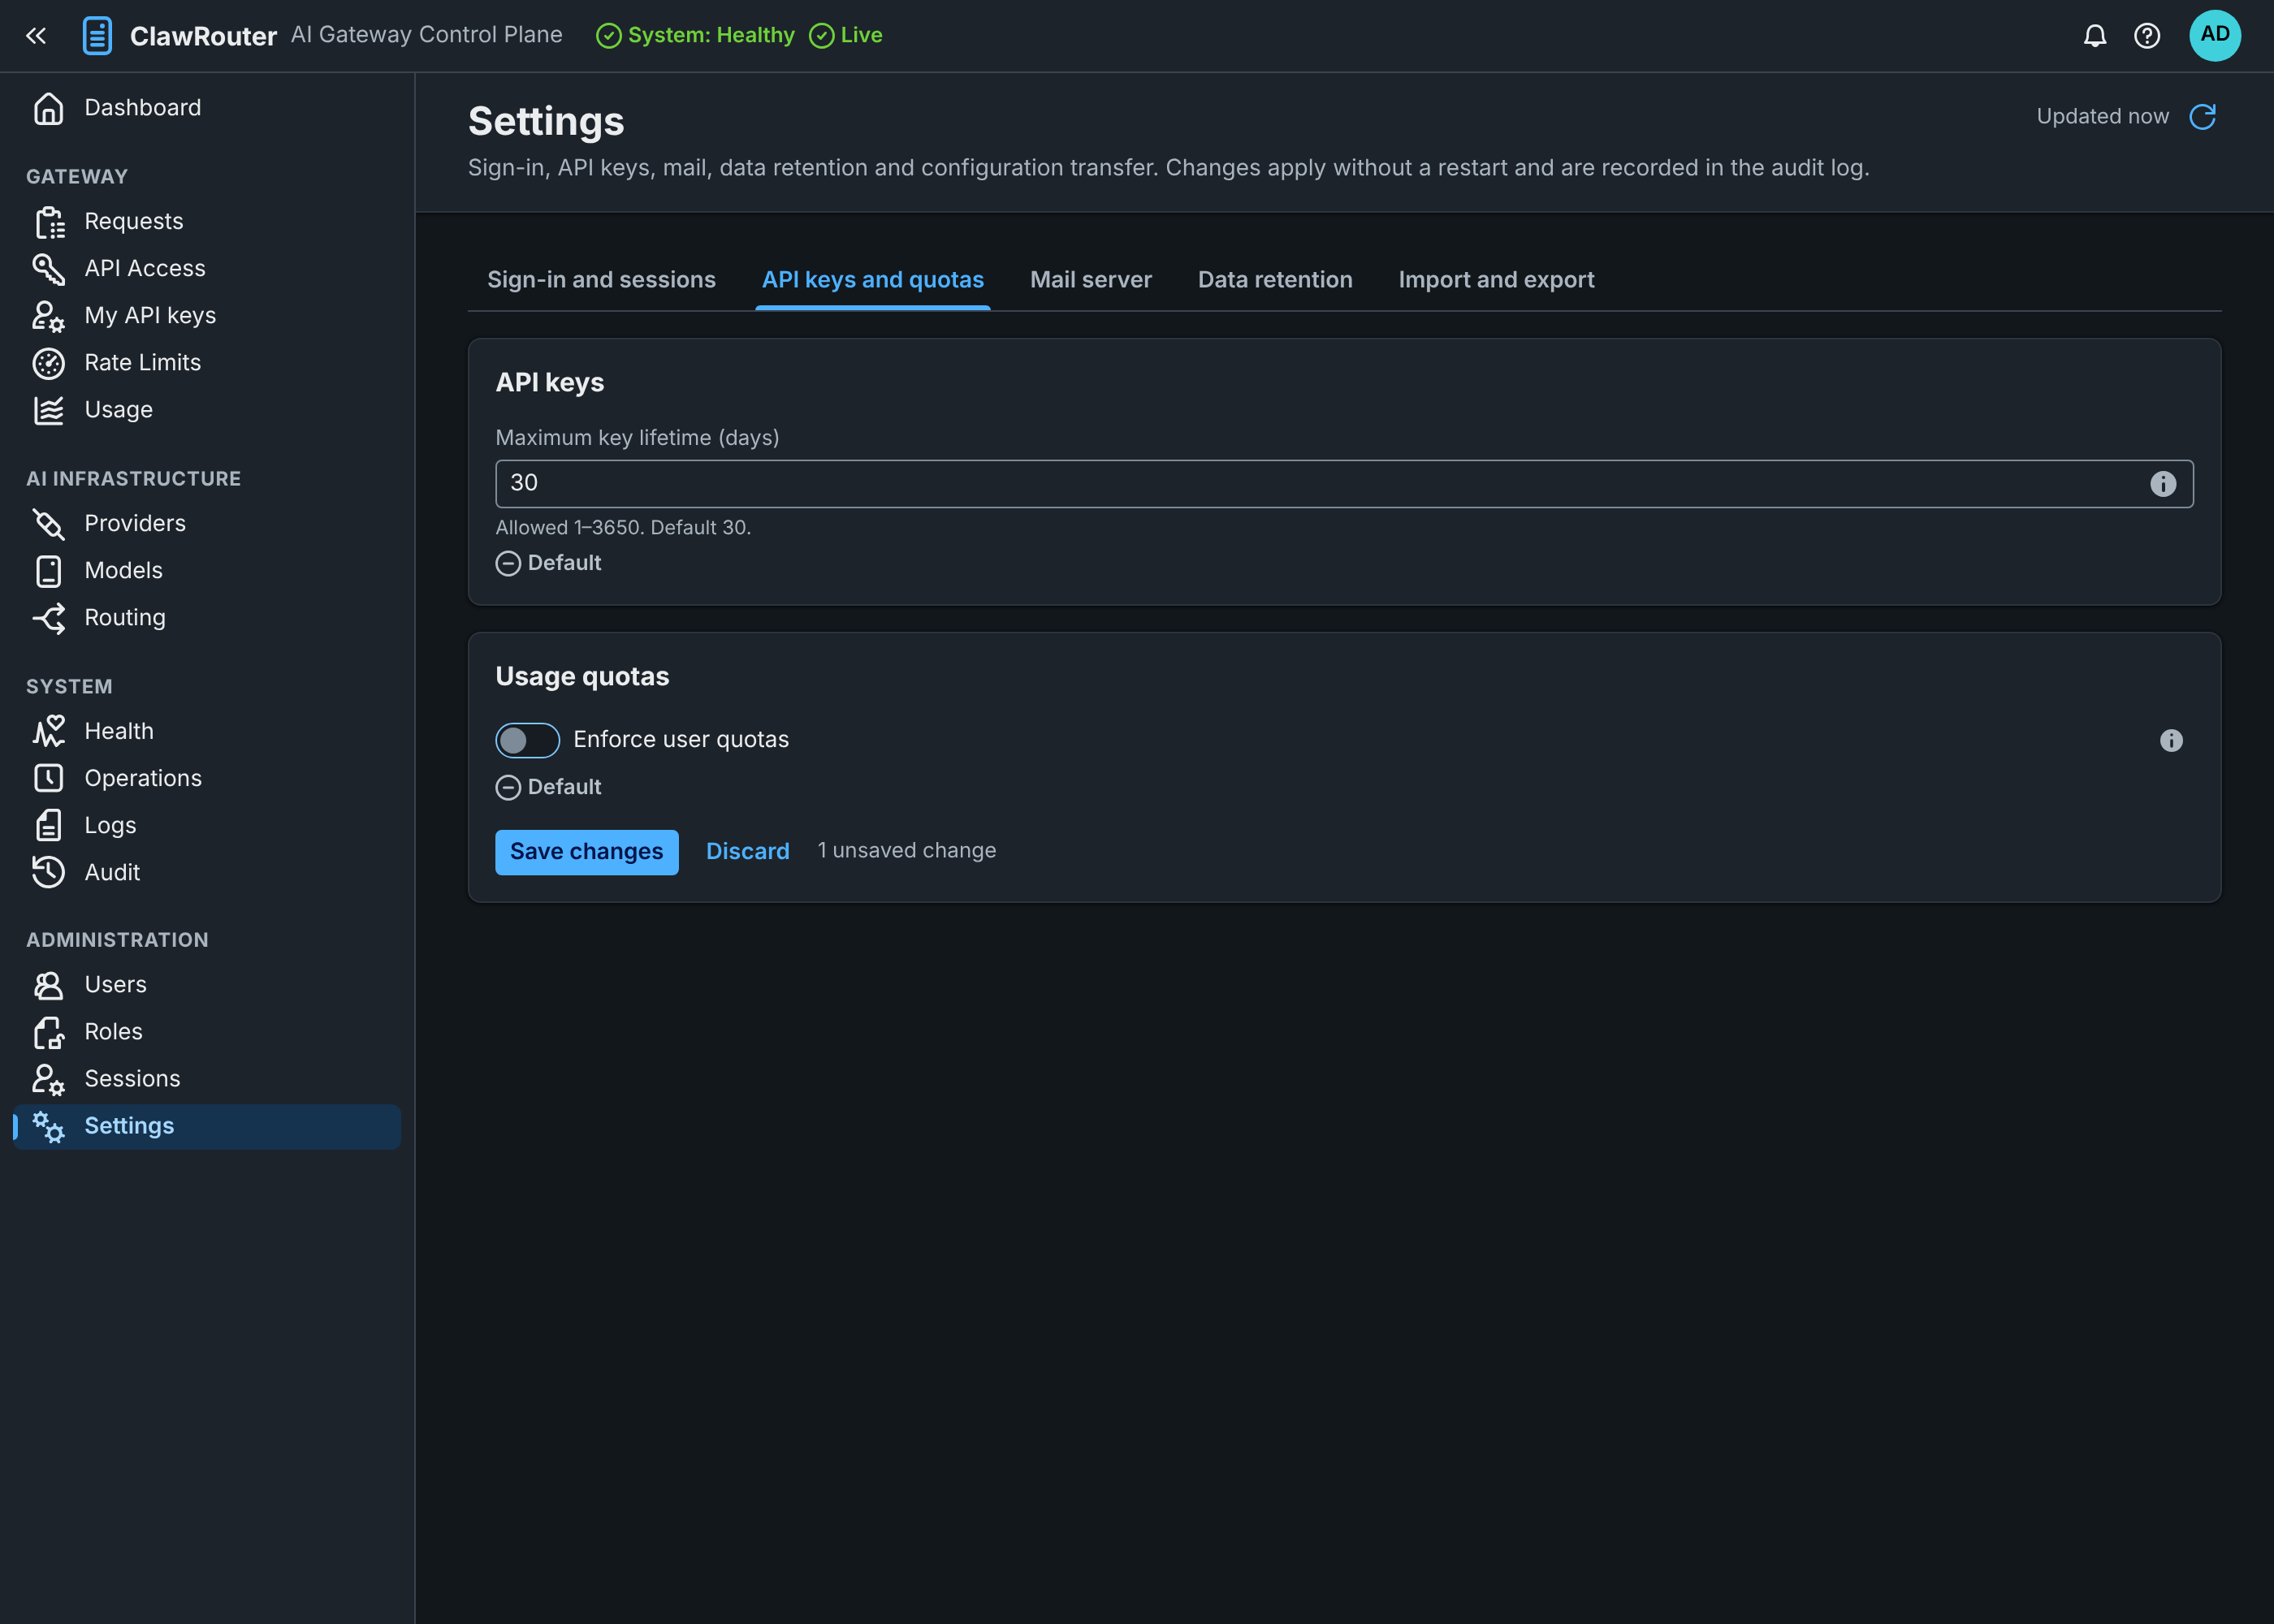 ClawRouter AI Gateway Control Plane System: Healthy Live AD
Dashboard
GATEWAY
Requests
API Access
My API keys
Rate Limits
Usage
AI INFRASTRUCTURE
Providers
Models
Routing
SYSTEM
Health
Operations
Logs
Audit
ADMINISTRATION
Users
Roles
Sessions
Settings
Settings
Updated now
Sign-in, API keys, mail, data retention and configuration transfer. Changes apply without a restart and are recorded in the audit log.
Sign-in and sessions API keys and quotas Mail server Data retention Import and export
API keys
Maximum key lifetime (days)
30
Allowed 1–3650. Default 30.
Default
Usage quotas
Enforce user quotas
Default
Save changes Discard 1 unsaved change